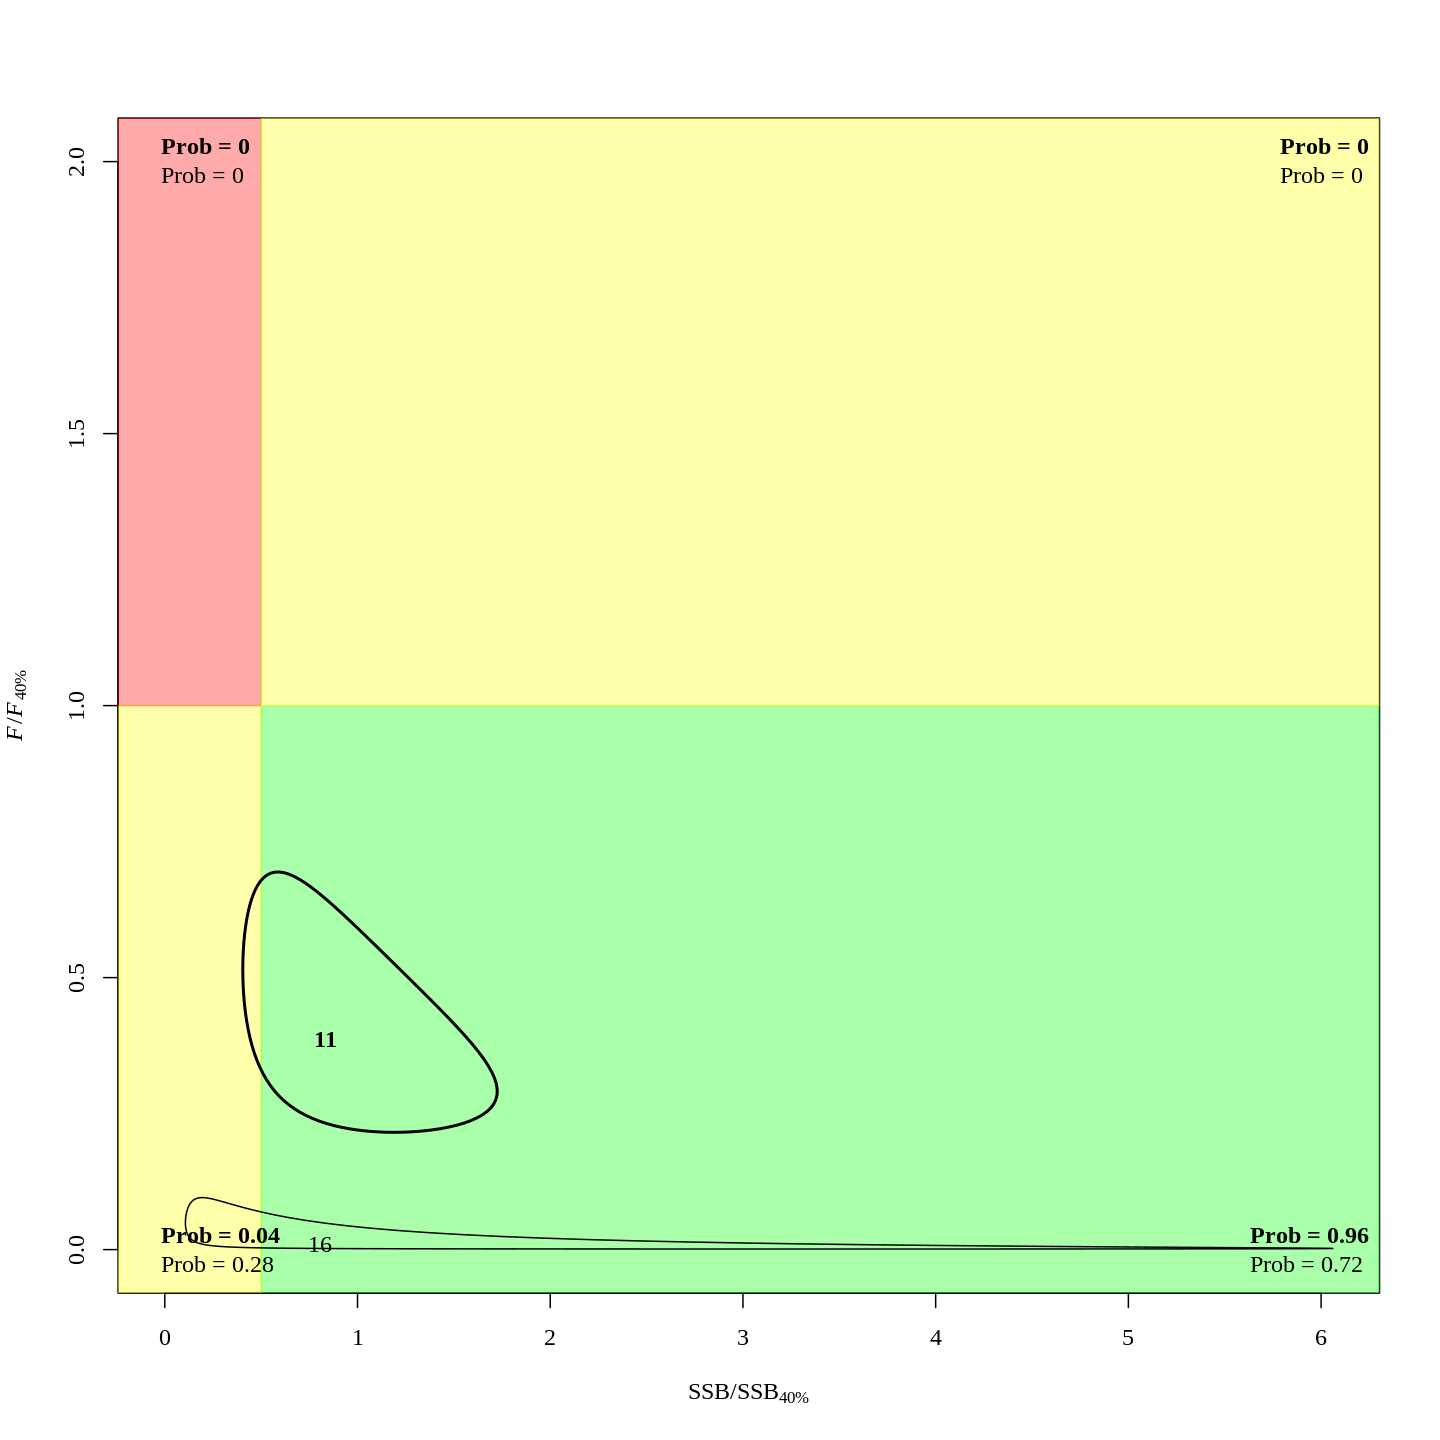 Prob = 0
Prob = 0
Prob = 0
Prob = 0
2.0
1.5
1.0
0.5
0.0
F/F 40%
11
16
Prob = 0.04
Prob = 0.28
Prob = 0.96
Prob = 0.72
0 1 2 3 4 5 6
SSB/SSB40%